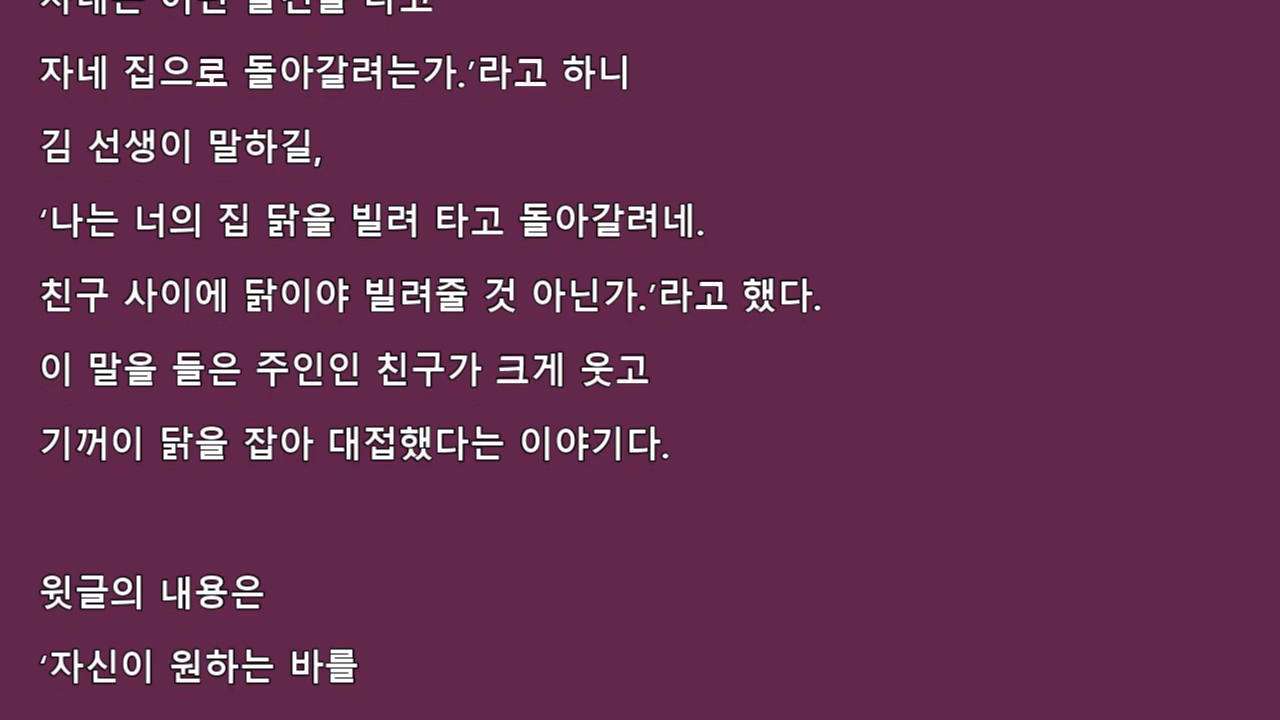 자네 집으로 돌아갈려는가.’라고 하니
김 선생이 말하길,
‘나는 너의 집 닭을 빌려 타고 돌아갈려네.
친구 사이에 닭이야 빌려줄 것 아닌가.’라고 했다.
이 말을 들은 주인인 친구가 크게 웃고
기꺼이 닭을 잡아 대접했다는 이야기다.
윗글의 내용은
‘자신이 원하는 바를